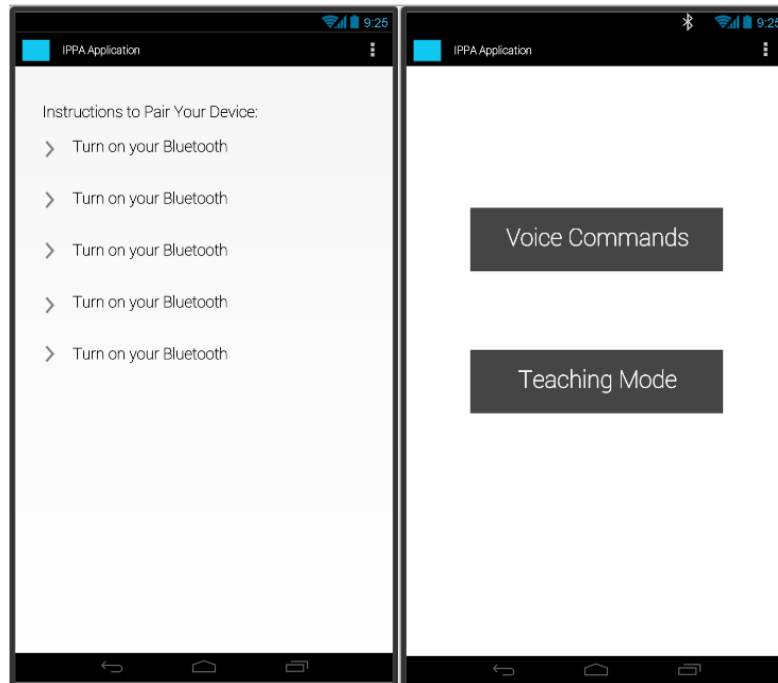 9:25
IPPA Application
Instructions to Pair Your Device:
Turn on your Bluetooth
Turn on your Bluetooth
Turn on your Bluetooth
Turn on your Bluetooth
Turn on your Bluetooth
9:25
IPPA Application
Voice Commands
Teaching Mode